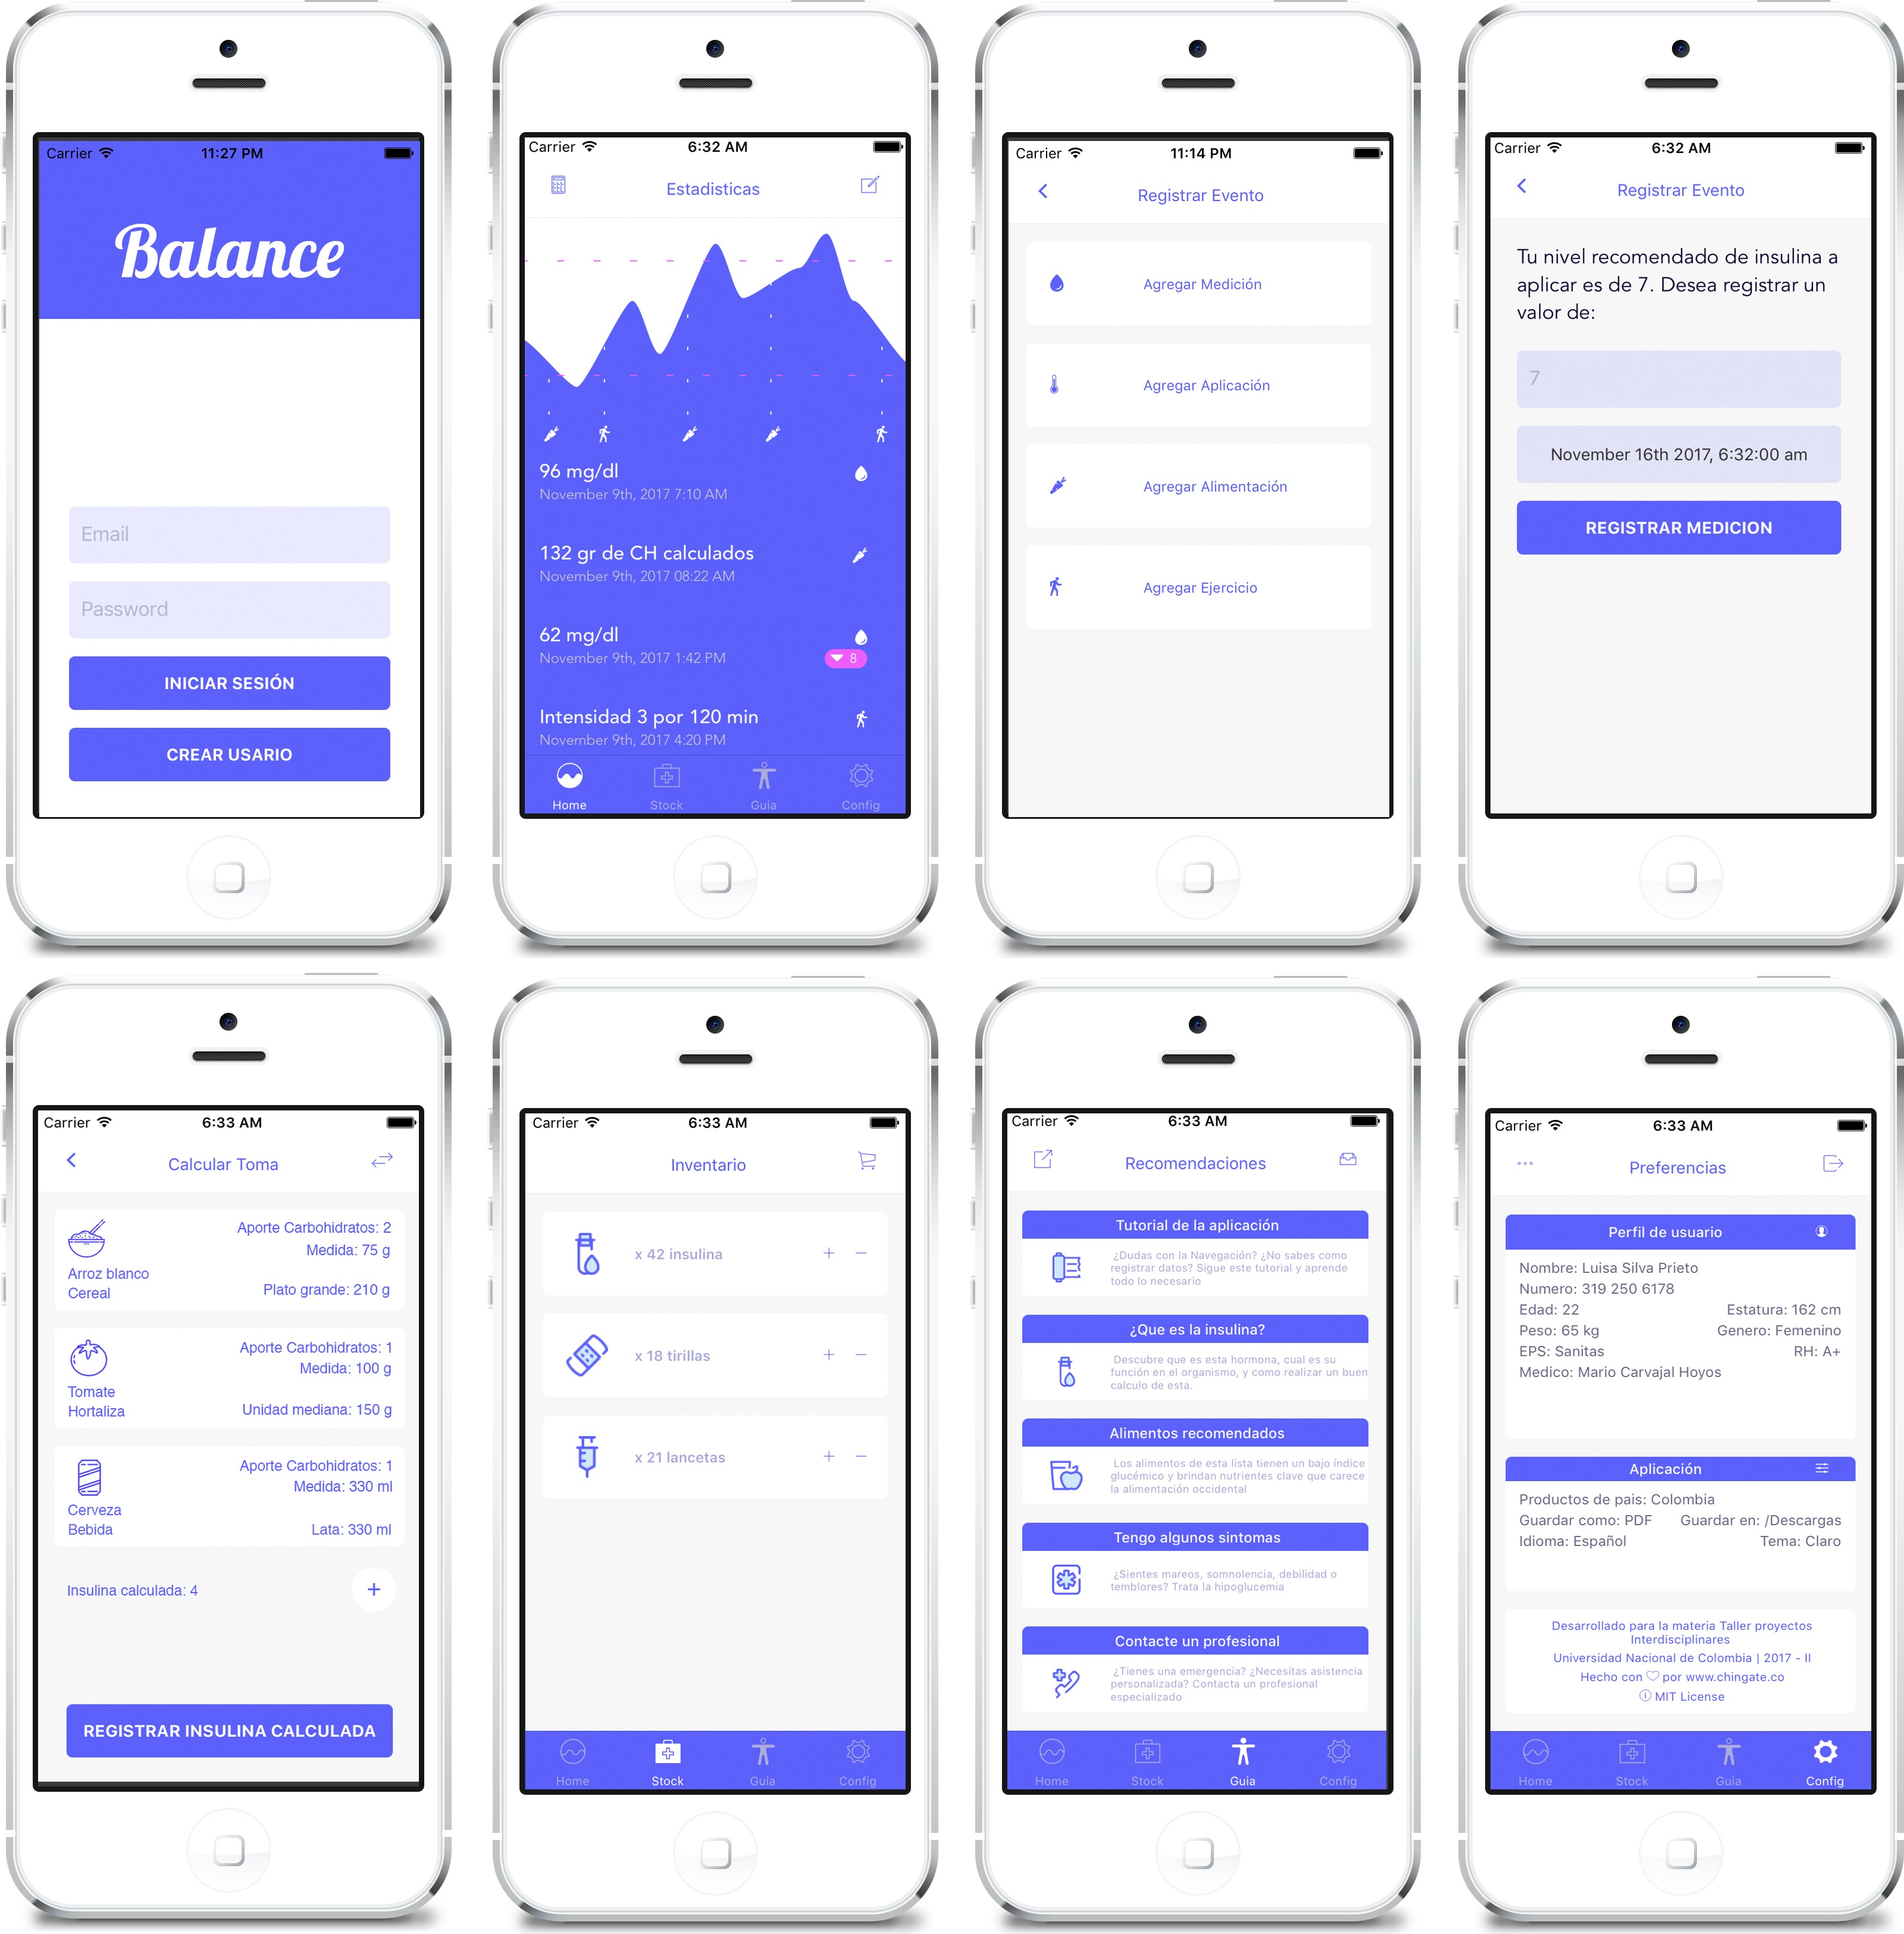 Carrier 11:27 PM
Balance
Email
Password
INICIAR SESIÓN
CREAR USARIO
Carrier 6:32 AM
Estadisticas
96 mg/dl
November 9th, 2017 7:10 AM
132 gr de CH calculados
November 9th, 2017 08:22 AM
62 mg/dl
November 9th, 2017 1:42 PM
8
Intensidad 3 por 120 min
November 9th, 2017 4:20 PM
Home Stock Guia Config
Carrier 11:14 PM
Registrar Evento
Agregar Medición
Agregar Aplicación
Agregar Alimentación
Agregar Ejercicio
Carrier 6:32 AM
Registrar Evento
Tu nivel recomendado de insulina a
aplicar es de 7. Desea registrar un
valor de:
7
November 16th 2017, 6:32:00 am
REGISTRAR MEDICION
Carrier 6:33 AM
Calcular Toma
Aporte Carbohidratos: 2
Medida: 75 g
Arroz blanco
Cereal
Plato grande: 210 g
Aporte Carbohidratos: 1
Medida: 100 g
Tomate
Hortaliza
Unidad mediana: 150 g
Aporte Carbohidratos: 1
Medida: 330 ml
Cerveza
Bebida
Lata: 330 ml
Insulina calculada: 4
+
REGISTRAR INSULINA CALCULADA
Carrier 6:33 AM
Inventario
x 42 insulina + −
x 18 tirillas + −
x 21 lancetas + −
Home Stock Guia Config
Carrier 6:33 AM
Recomendaciones
Tutorial de la aplicación
¿Dudas con la Navegación? ¿No sabes como
registrar datos? Sigue este tutorial y aprende
todo lo necesario
¿Que es la insulina?
Descubre que es esta hormona, cual es su
función en el organismo, y como realizar un buen
calculo de esta.
Alimentos recomendados
Los alimentos de esta lista tienen un bajo índice
glucémico y brindan nutrientes clave que carece
la alimentación occidental
Tengo algunos sintomas
¿Sientes mareos, somnolencia, debilidad o
temblores? Trata la hipoglucemia
Contacte un profesional
¿Tienes una emergencia? ¿Necesitas asistencia
personalizada? Contacta un profesional
especializado
Home Stock Guia Config
Carrier 6:33 AM
Preferencias
Perfil de usuario
Nombre: Luisa Silva Prieto
Numero: 319 250 6178
Edad: 22 Estatura: 162 cm
Peso: 65 kg Genero: Femenino
EPS: Sanitas RH: A+
Medico: Mario Carvajal Hoyos
Aplicación
Productos de pais: Colombia
Guardar como: PDF Guardar en: /Descargas
Idioma: Español Tema: Claro
Desarrollado para la materia Taller proyectos
Interdisciplinares
Universidad Nacional de Colombia | 2017 - II
Hecho con ♡ por www.chingate.co
ⓘ MIT License
Home Stock Guia Config